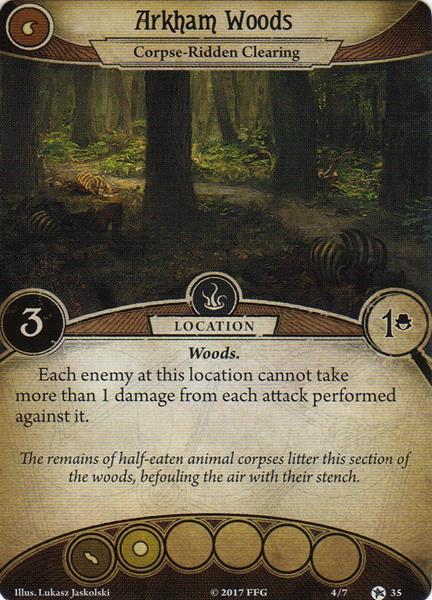 Arkham Woods
Corpse-Ridden Clearing
3
LOCATION
1
Woods.
Each enemy at this location cannot take
more than 1 damage from each attack performed
against it.
The remains of half-eaten animal corpses litter this section of
the woods, befouling the air with their stench.
Illus. Lukasz Jaskolski
© 2017 FFG
4/7
35